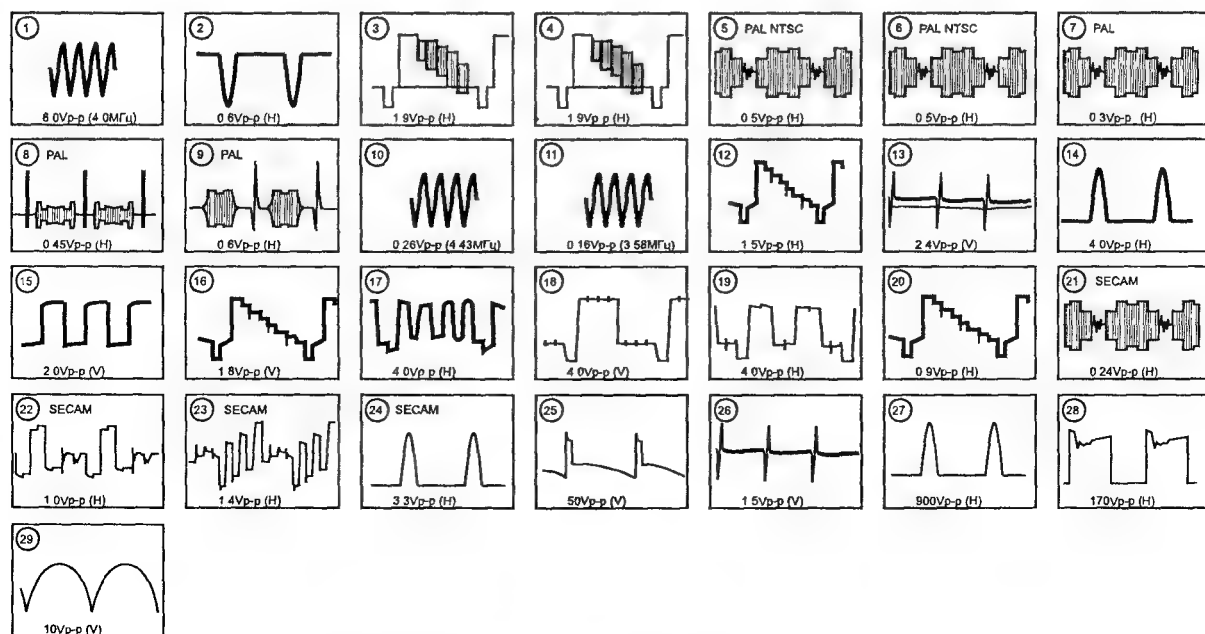 1
6 0Vp-p (4 0МГц)
2
0 6Vp-p (H)
3
1 9Vp-p (H)
4
1 9Vp p (H)
5 PAL NTSC
0 5Vp-p (H)
6 PAL NTSC
0 5Vp-p (H)
7 PAL
0 3Vp-p (H)
8 PAL
0 45Vp-p (H)
9 PAL
0 6Vp-p (H)
10
0 26Vp-p (4 43МГц)
11
0 16Vp-p (3 58МГц)
12
1 5Vp-p (H)
13
2 4Vp-p (V)
14
4 0Vp-p (H)
15
2 0Vp-p (V)
16
1 8Vp-p (V)
17
4 0Vp-p (H)
18
4 0Vp-p (V)
19
4 0Vp-p (H)
20
0 9Vp-p (H)
21 SECAM
0 24Vp-p (H)
22 SECAM
1 0Vp-p (H)
23 SECAM
1 4Vp-p (H)
24 SECAM
3 3Vp-p (H)
25
50Vp-p (V)
26
1 5Vp-p (V)
27
900Vp-p (H)
28
170Vp-p (H)
29
10Vp-p (V)